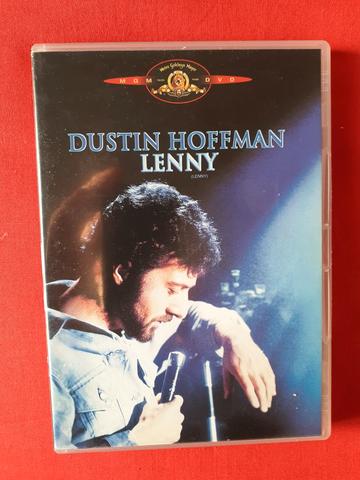 Metro Goldwyn Mayer
MGM DVD
DUSTIN HOFFMAN
LENNY
(LENNY)